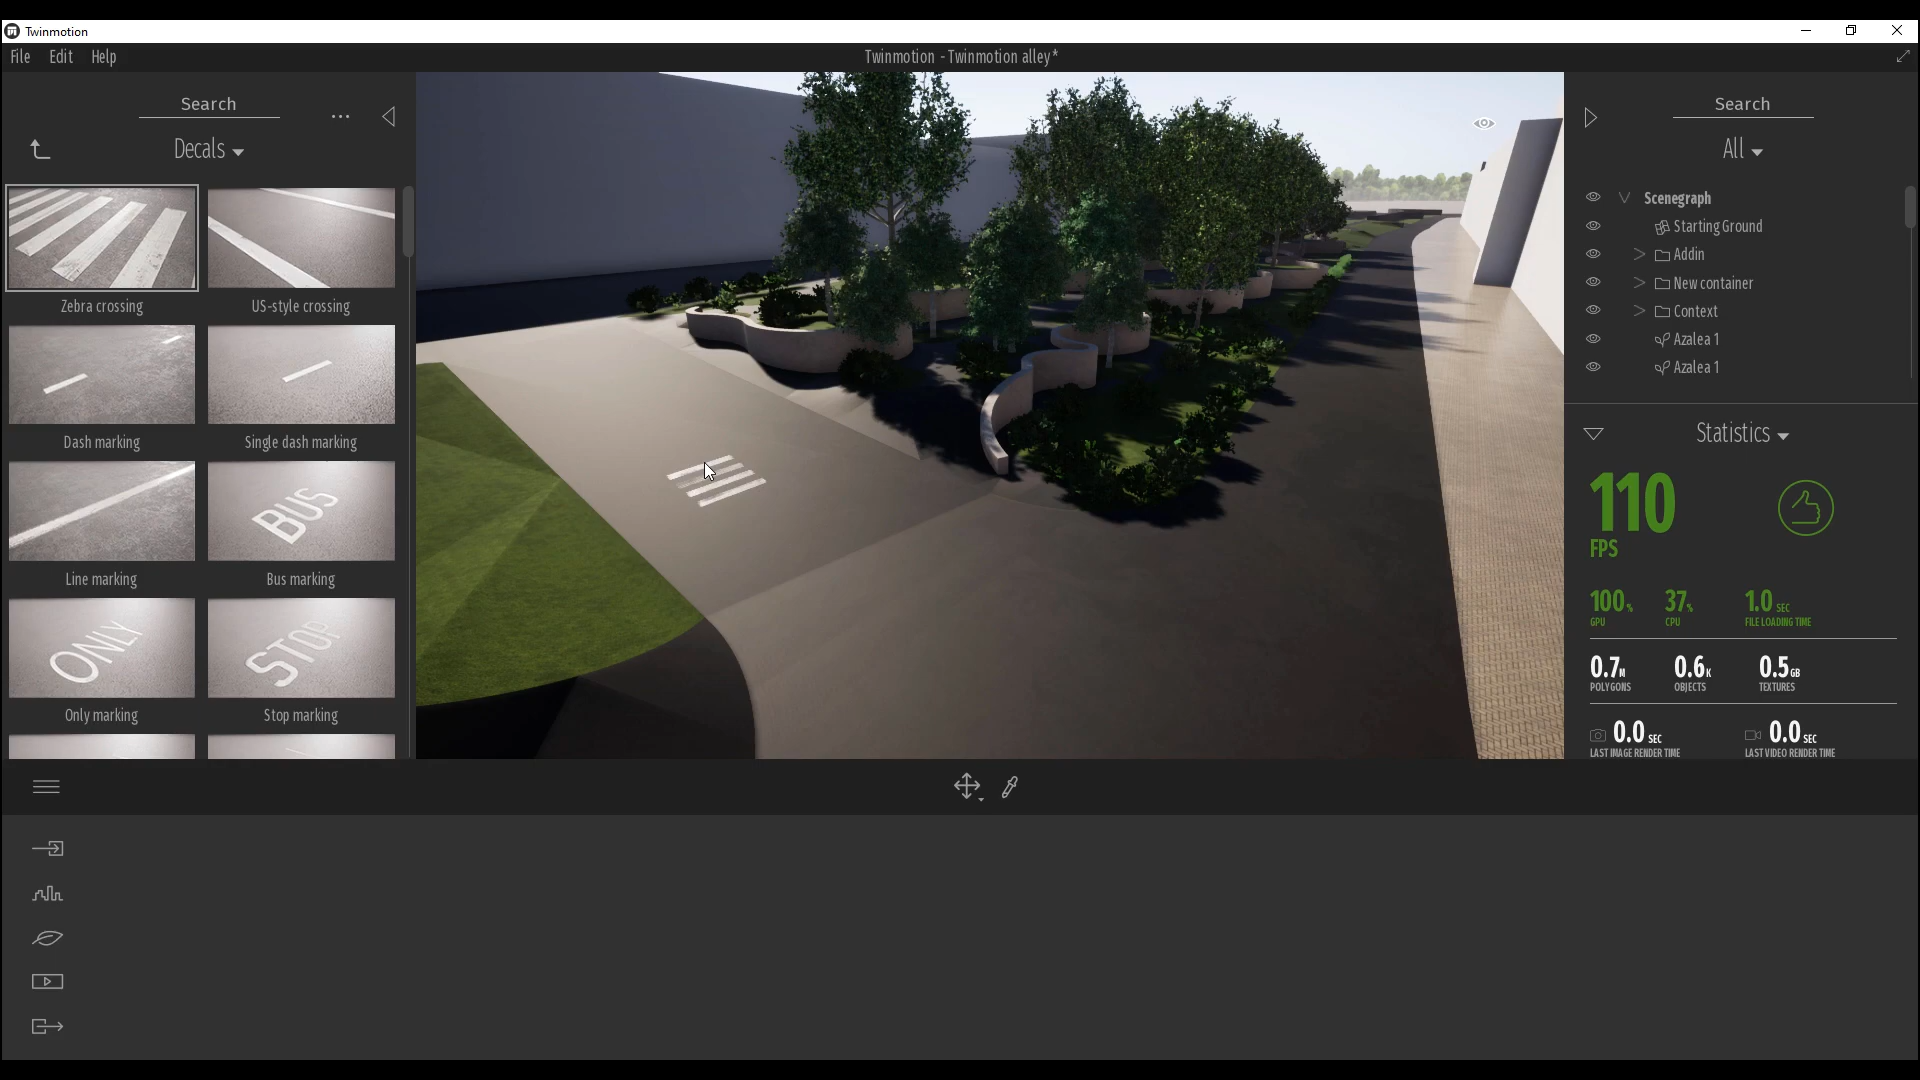 Twinmotion
File Edit Help
Twinmotion - Twinmotion alley*
Search
...
Decals
Zebra crossing
US-style crossing
Dash marking
Single dash marking
BUS
Line marking
Bus marking
ONLY
STOP
Only marking
Stop marking
Search
All
Scenegraph
Starting Ground
Addin
New container
Context
Azalea 1
Azalea 1
Statistics
110
FPS
100 % 37 % 1.0 SEC
GPU CPU FILE LOADING TIME
0.7M 0.6K 0.5GB
POLYGONS OBJECTS TEXTURES
0.0 SEC 0.0 SEC
LAST IMAGE RENDER TIME LAST VIDEO RENDER TIME